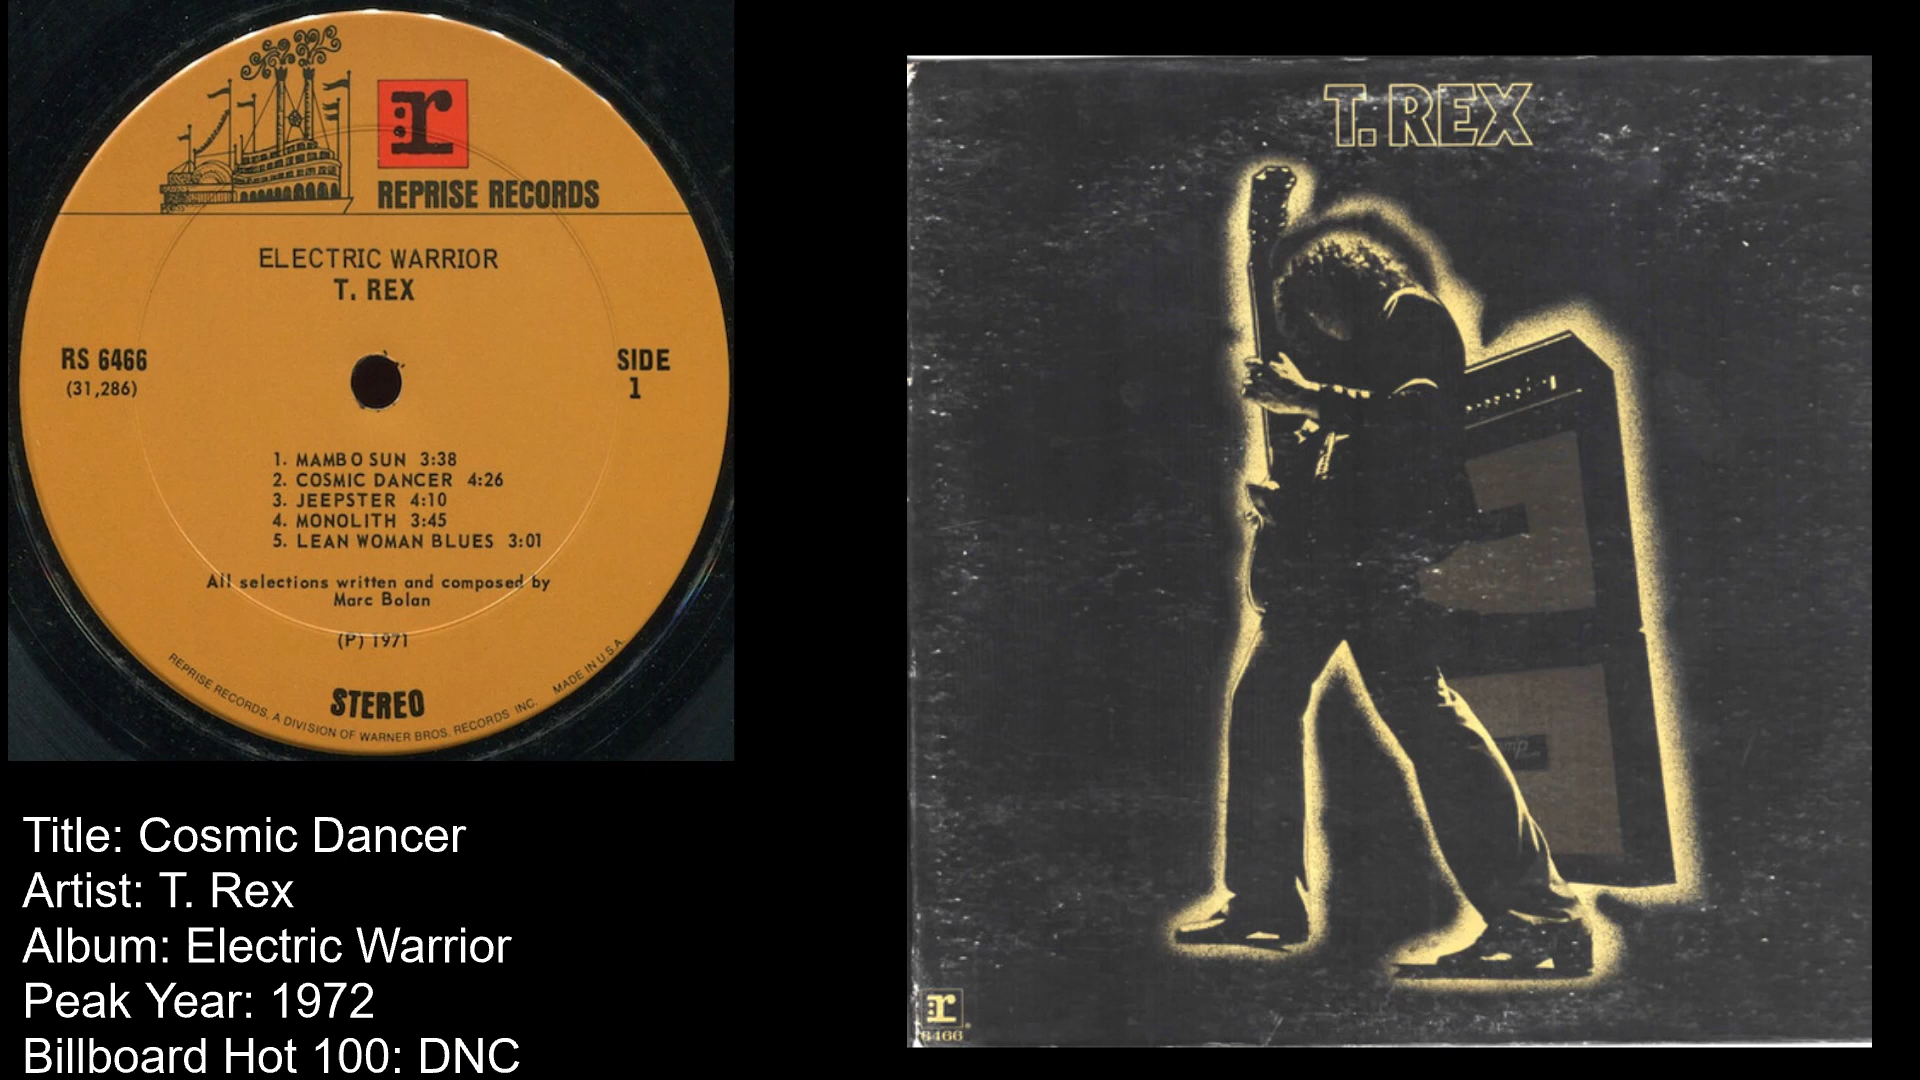 r
REPRISE RECORDS
ELECTRIC WARRIOR
T. REX
RS 6466
(31,286)
SIDE
1
1. MAMBO SUN 3:38
2. COSMIC DANCER 4:26
3. JEEPSTER 4:10
4. MONOLITH 3:45
5. LEAN WOMAN BLUES 3:01
All selections written and composed by
Marc Bolan
(P) 1971
STEREO
REPRISE RECORDS, A DIVISION OF WARNER BROS. RECORDS INC. MADE IN U.S.A.
T. REX
r
6466
Title: Cosmic Dancer
Artist: T. Rex
Album: Electric Warrior
Peak Year: 1972
Billboard Hot 100: DNC